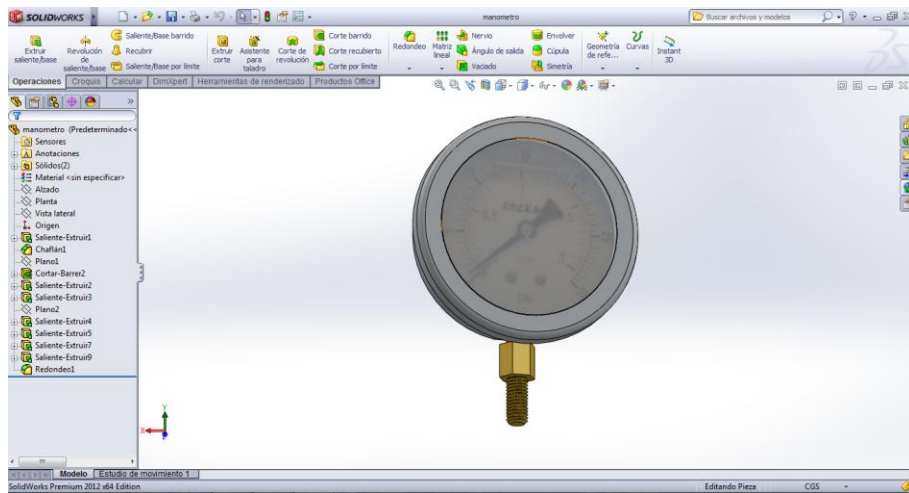 SOLIDWORKS
manometro
Buscar archivos y modelos
Extruir saliente/base
Revolución de saliente/base
Saliente/Base barrido
Recubrir
Saliente/Base por límite
Extruir corte
Asistente para taladro
Corte de revolución
Corte barrido
Corte recubierto
Corte por límite
Redondeo
Matriz lineal
Nervio
Ángulo de salida
Vaciado
Envolver
Cúpula
Simetría
Geometría de refe...
Curvas
Instant 3D
Operaciones
Croquis
Calcular
DimXpert
Herramientas de renderizado
Productos Office
manometro (Predeterminado<<
Sensores
Anotaciones
Sólidos(2)
Material <sin especificar>
Alzado
Planta
Vista lateral
Origen
Saliente-Extruir1
Chaflán1
Plano1
Cortar-Barrer2
Saliente-Extruir2
Saliente-Extruir3
Plano2
Saliente-Extruir4
Saliente-Extruir5
Saliente-Extruir7
Saliente-Extruir9
Redondeo1
Modelo
Estudio de movimiento 1
SolidWorks Premium 2012 x64 Edition
Editando Pieza
CGS